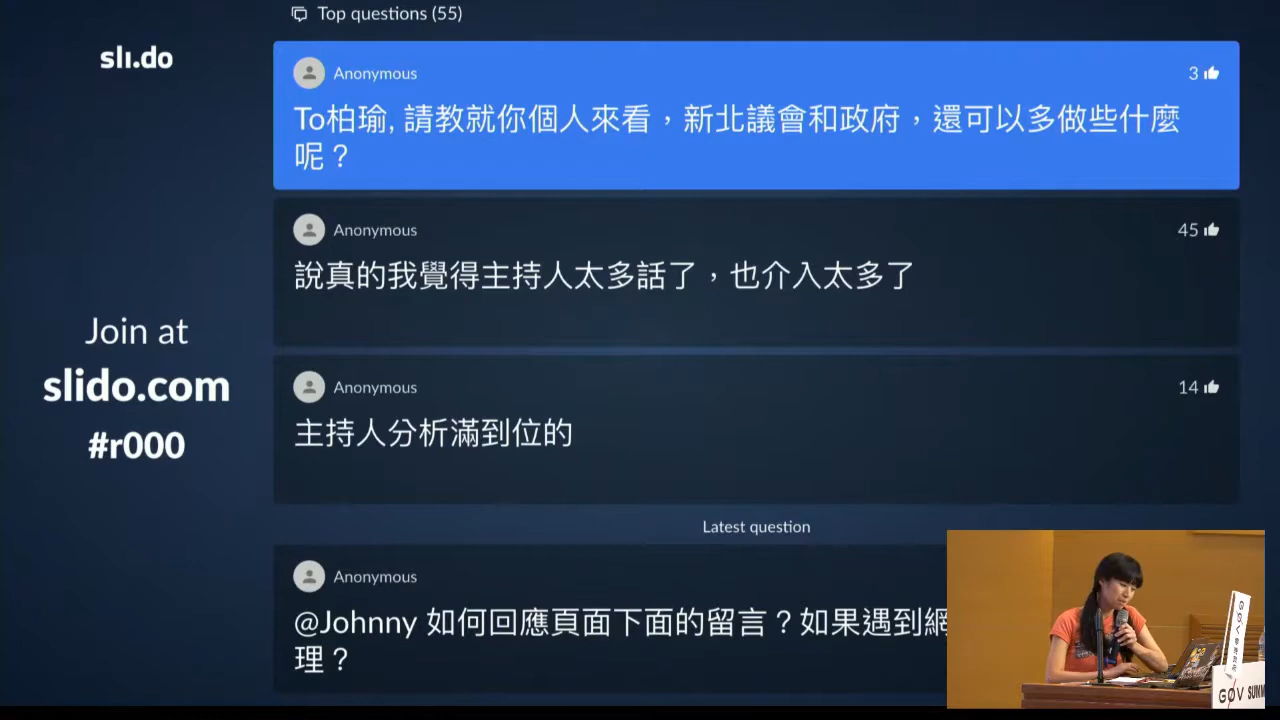 Top questions (55)
sli.do
Anonymous
3
To柏瑜, 請教就你個人來看，新北議會和政府，還可以多做些什麼
呢？
Anonymous
45
說真的我覺得主持人太多話了，也介入太多了
Join at
slido.com
#r000
Anonymous
14
主持人分析滿到位的
Latest question
Anonymous
@Johnny 如何回應頁面下面的留言？如果遇到網
理？
GØV SUMM